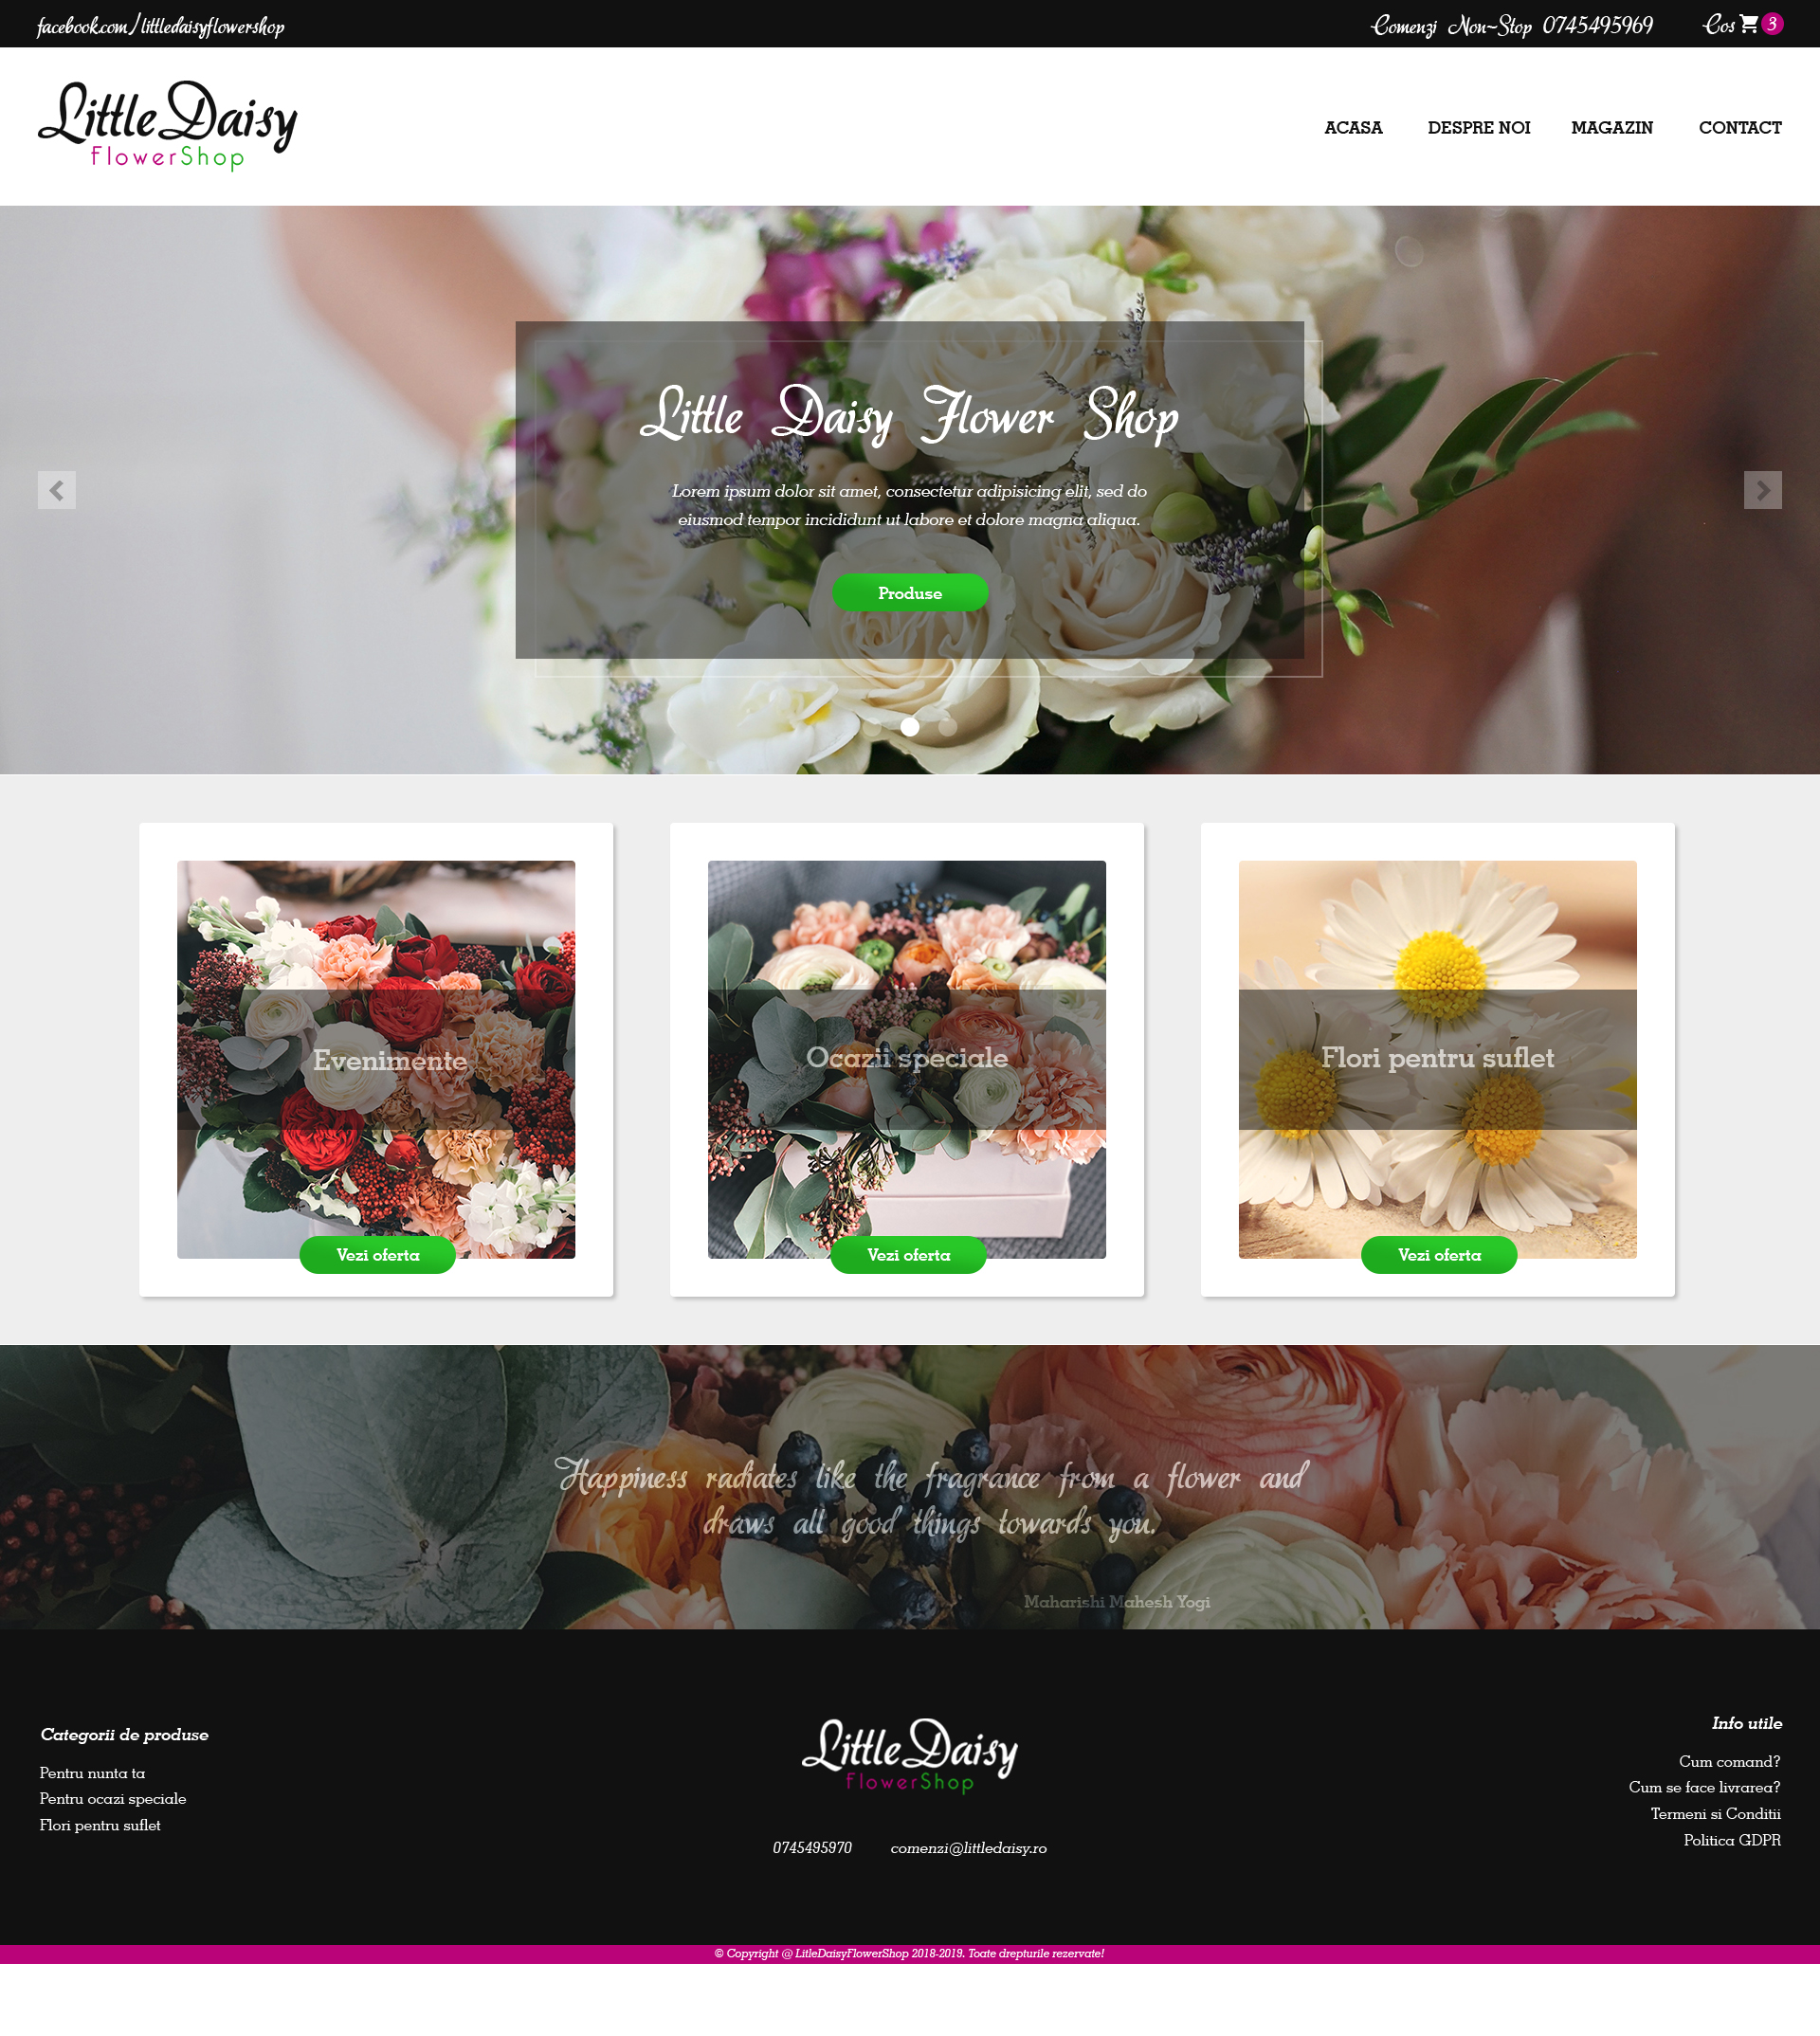 facebook.com/littledaisyflowershop
Comenzi Non-Stop 0745495969
Cos 3
Little Daisy
FlowerShop
ACASA DESPRE NOI MAGAZIN CONTACT
Little Daisy Flower Shop
Lorem ipsum dolor sit amet, consectetur adipisicing elit, sed do
eiusmod tempor incididunt ut labore et dolore magna aliqua.
Produse
Evenimente
Vezi oferta
Ocazii speciale
Vezi oferta
Flori pentru suflet
Vezi oferta
Happiness radiates like the fragrance from a flower and
draws all good things towards you.
Maharishi Mahesh Yogi
Categorii de produse
Pentru nunta ta
Pentru ocazi speciale
Flori pentru suflet
Little Daisy
FlowerShop
0745495970 comenzi@littledaisy.ro
Info utile
Cum comand?
Cum se face livrarea?
Termeni si Conditii
Politica GDPR
© Copyright @ LitleDaisyFlowerShop 2018-2019. Toate drepturile rezervate!